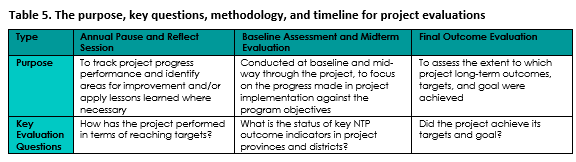 Table 5. The purpose, key questions, methodology, and timeline for project evaluations
Type
Annual Pause and Reflect
Session
Baseline Assessment and Midterm
Evaluation
Final Outcome Evaluation
Purpose
To track project progress
performance and identify
areas for improvement and/or
apply lessons learned where
necessary
Conducted at baseline and mid-
way through the project, to focus
on the progress made in project
implementation against the
program objectives
To assess the extent to which
project long-term outcomes,
targets, and goal were
achieved
Key
Evaluation
Questions
How has the project performed
in terms of reaching targets?
What is the status of key NTP
outcome indicators in project
provinces and districts?
Did the project achieve its
targets and goal?